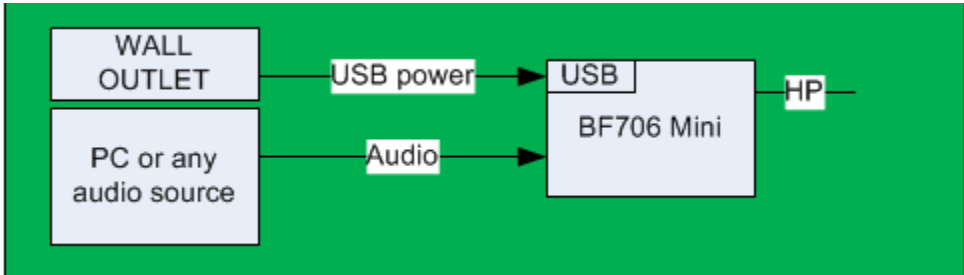 WALL
OUTLET
USB power
USB
HP
BF706 Mini
PC or any
audio source
Audio